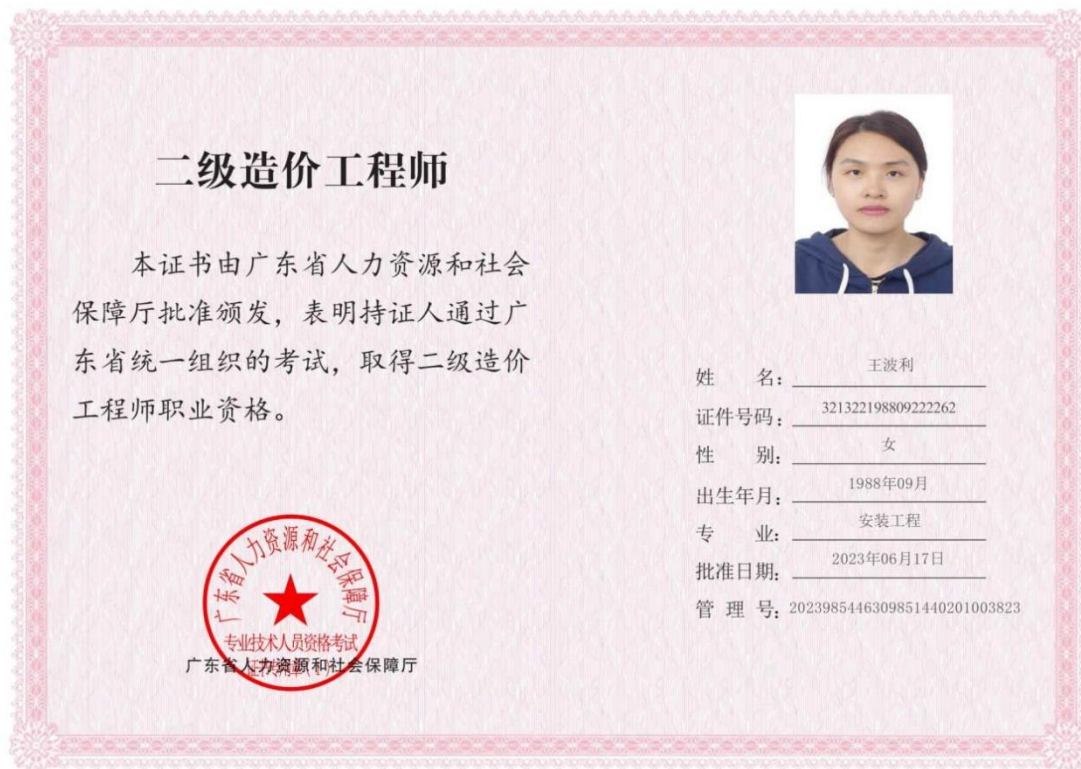 二级造价工程师
本证书由广东省人力资源和社会
保障厅批准颁发，表明持证人通过广
东省统一组织的考试，取得二级造价
工程师职业资格。
广东省人力资源和社会保障厅
专业技术人员资格考试
广东省人力资源和社会保障厅
姓 名：王波利
证件号码：321322198809222262
性 别：女
出生年月：1988年09月
专 业：安装工程
批准日期：2023年06月17日
管 理 号：20239854463098514402010038​23